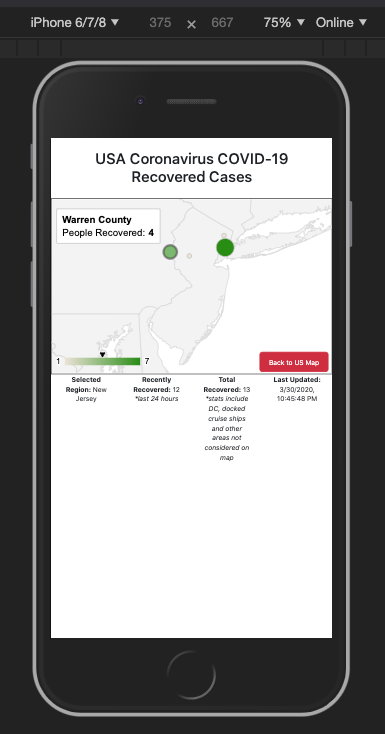 iPhone 6/7/8 ▼ 375 × 667 75% ▼ Online ▼
USA Coronavirus COVID-19
Recovered Cases
Warren County
People Recovered: 4
1 7
Back to US Map
Selected
Region: New
Jersey
Recently
Recovered: 12
*last 24 hours
Total
Recovered: 13
*stats include
DC, docked
cruise ships
and other
areas not
considered on
map
Last Updated:
3/30/2020,
10:45:48 PM